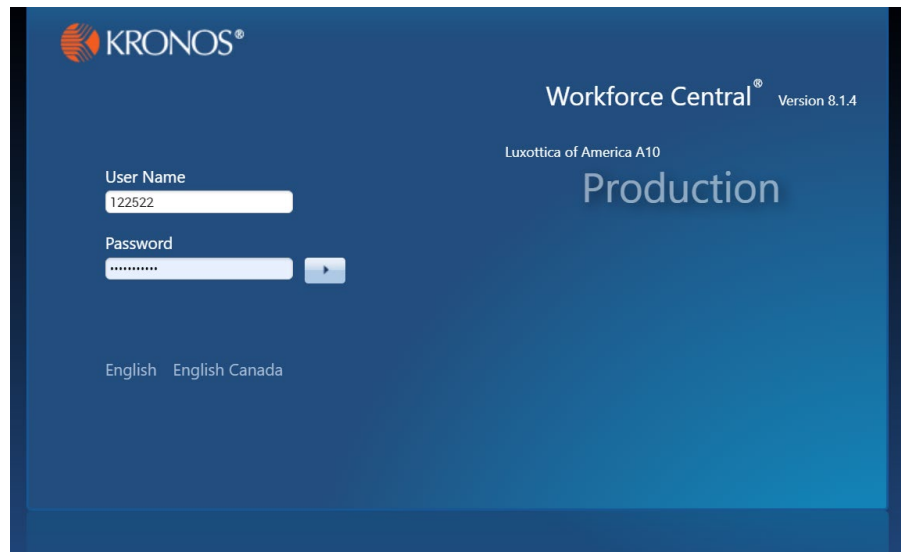 KRONOS®
Workforce Central® Version 8.1.4
Luxottica of America A10
Production
User Name
122522
Password
•••••••••••
English English Canada